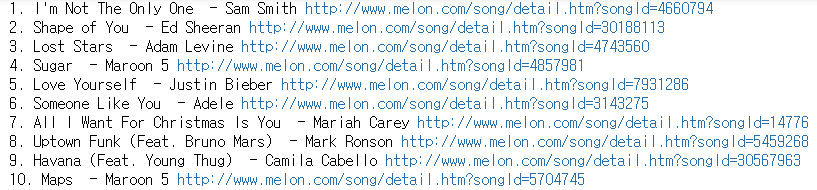 1. I'm Not The Only One  - Sam Smith http://www.melon.com/song/detail.htm?songId=4660794
2. Shape of You  - Ed Sheeran http://www.melon.com/song/detail.htm?songId=30188113
3. Lost Stars  - Adam Levine http://www.melon.com/song/detail.htm?songId=4743560
4. Sugar  - Maroon 5 http://www.melon.com/song/detail.htm?songId=4857981
5. Love Yourself  - Justin Bieber http://www.melon.com/song/detail.htm?songId=7931286
6. Someone Like You  - Adele http://www.melon.com/song/detail.htm?songId=3143275
7. All I Want For Christmas Is You  - Mariah Carey http://www.melon.com/song/detail.htm?songId=14776
8. Uptown Funk (Feat. Bruno Mars)  - Mark Ronson http://www.melon.com/song/detail.htm?songId=5459268
9. Havana (Feat. Young Thug)  - Camila Cabello http://www.melon.com/song/detail.htm?songId=30567963
10. Maps  - Maroon 5 http://www.melon.com/song/detail.htm?songId=5704745